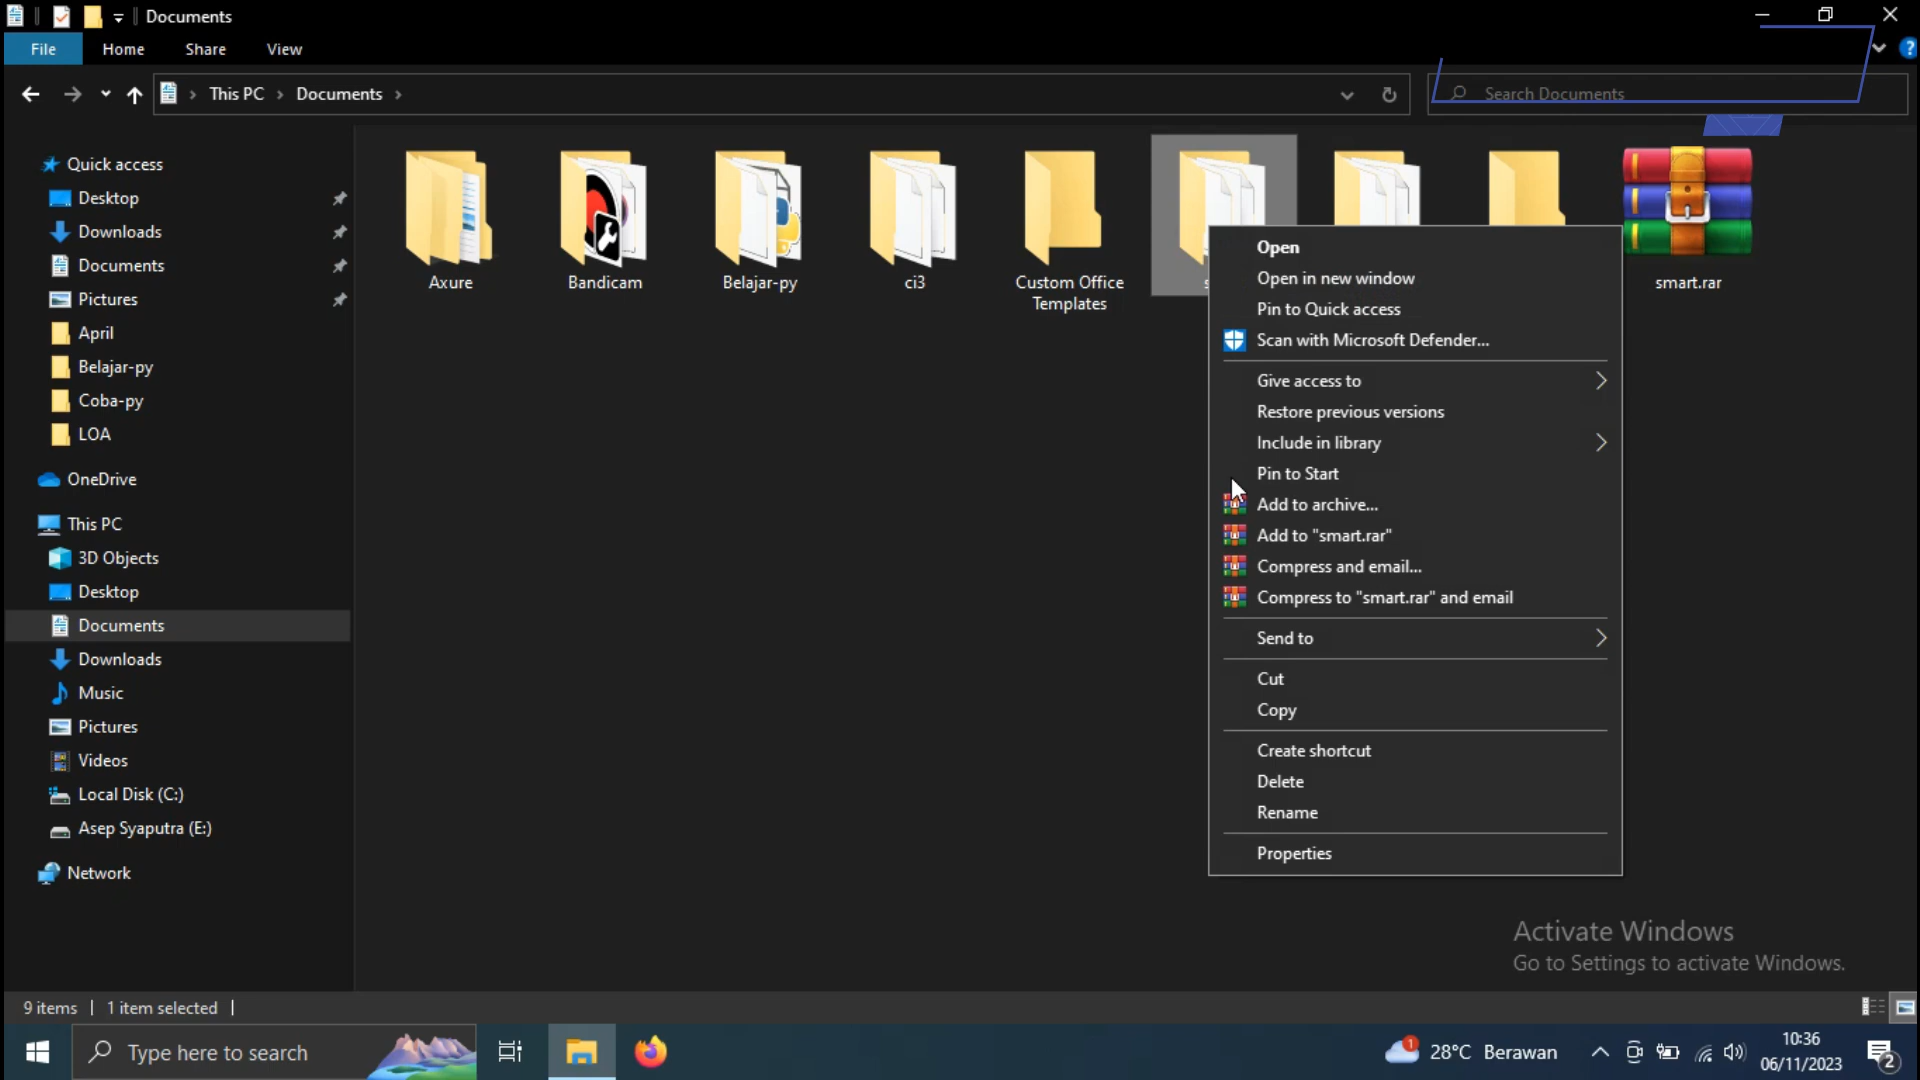 Documents
File Home Share View
This PC Documents
Search Documents
Quick access
Desktop
Downloads
Documents
Pictures
April
Belajar-py
Coba-py
LOA
OneDrive
This PC
3D Objects
Desktop
Documents
Downloads
Music
Pictures
Videos
Local Disk (C:)
Asep Syaputra (E:)
Network
Axure
Bandicam
Belajar-py
ci3
Custom Office
Templates
smart.rar
Open
Open in new window
Pin to Quick access
Scan with Microsoft Defender...
Give access to
Restore previous versions
Include in library
Pin to Start
Add to archive...
Add to "smart.rar"
Compress and email...
Compress to "smart.rar" and email
Send to
Cut
Copy
Create shortcut
Delete
Rename
Properties
Activate Windows
Go to Settings to activate Windows.
9 items 1 item selected
Type here to search
1
28°C Berawan
10:36
06/11/2023
2